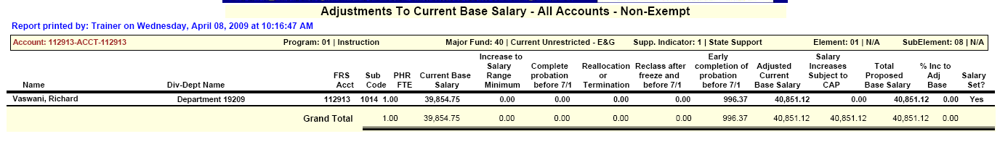 Adjustments To Current Base Salary - All Accounts - Non-Exempt
Report printed by: Trainer on Wednesday, April 08, 2009 at 10:16:47 AM
Account: 112913-ACCT-112913 Program: 01 | Instruction Major Fund: 40 | Current Unrestricted - E&G Supp. Indicator: 1 | State Support Element: 01 | N/A SubElement: 08 | N/A
Increase to Early Salary
Salary Complete Reallocation Reclass after completion of Adjusted Increases Total % Inc to
FRS Sub PHR Current Base Range probation or freeze and probation Current Subject to Proposed Adj Salary
Name Div-Dept Name Acct Code FTE Salary Minimum before 7/1 Termination before 7/1 before 7/1 Base Salary CAP Base Salary Base Set?
Vaswani, Richard Department 19209 112913 1014 1.00 39,854.75 0.00 0.00 0.00 0.00 996.37 40,851.12 0.00 40,851.12 0.00 Yes
Grand Total 1.00 39,854.75 0.00 0.00 0.00 0.00 996.37 40,851.12 40,851.12 40,851.12 0.00